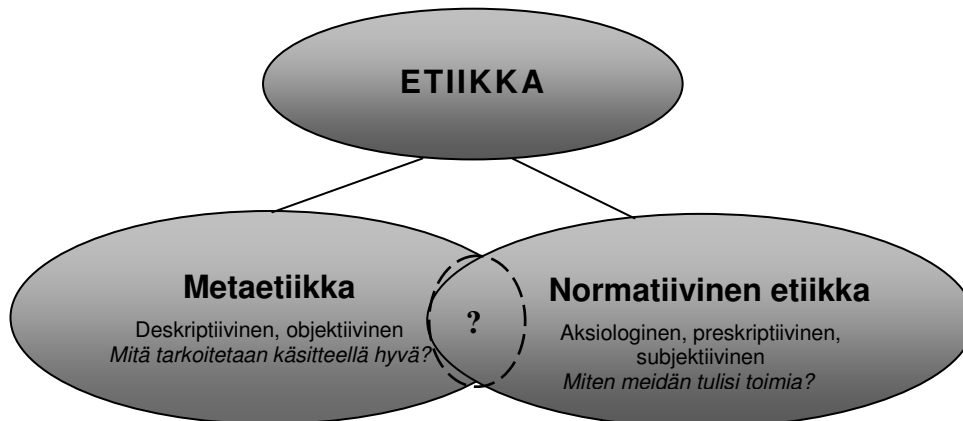 ETIIKKA
Metaetiikka
Deskriptiivinen, objektiivinen
Mitä tarkoitetaan käsitteellä hyvä?
?
Normatiivinen etiikka
Aksiologinen, preskriptiivinen,
subjektiivinen
Miten meidän tulisi toimia?